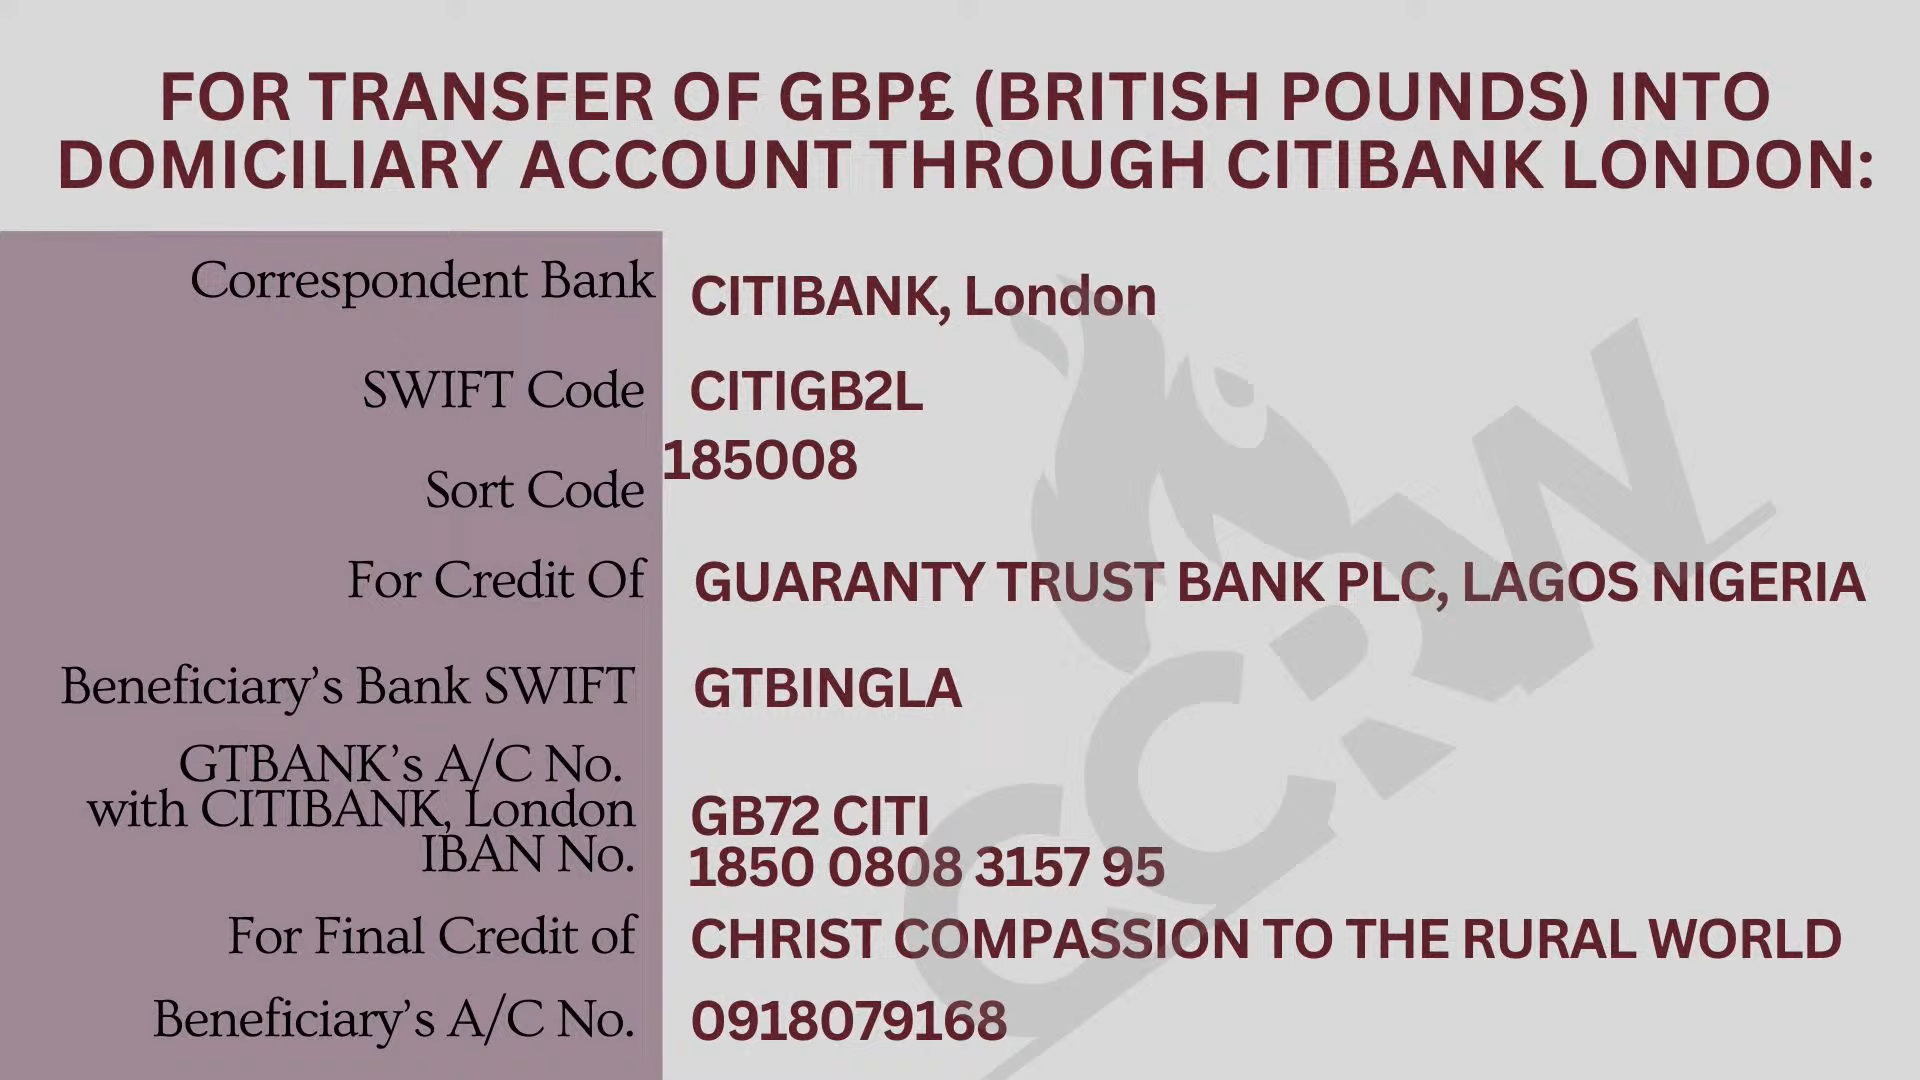 FOR TRANSFER OF GBP£ (BRITISH POUNDS) INTO
DOMICILIARY ACCOUNT THROUGH CITIBANK LONDON:
Correspondent Bank CITIBANK, London
SWIFT Code CITIGB2L
Sort Code 185008
For Credit Of GUARANTY TRUST BANK PLC, LAGOS NIGERIA
Beneficiary's Bank SWIFT GTBINGLA
GTBANK's A/C No.
with CITIBANK, London GB72 CITI
IBAN No. 1850 0808 3157 95
For Final Credit of CHRIST COMPASSION TO THE RURAL WORLD
Beneficiary's A/C No. 0918079168
CCRW